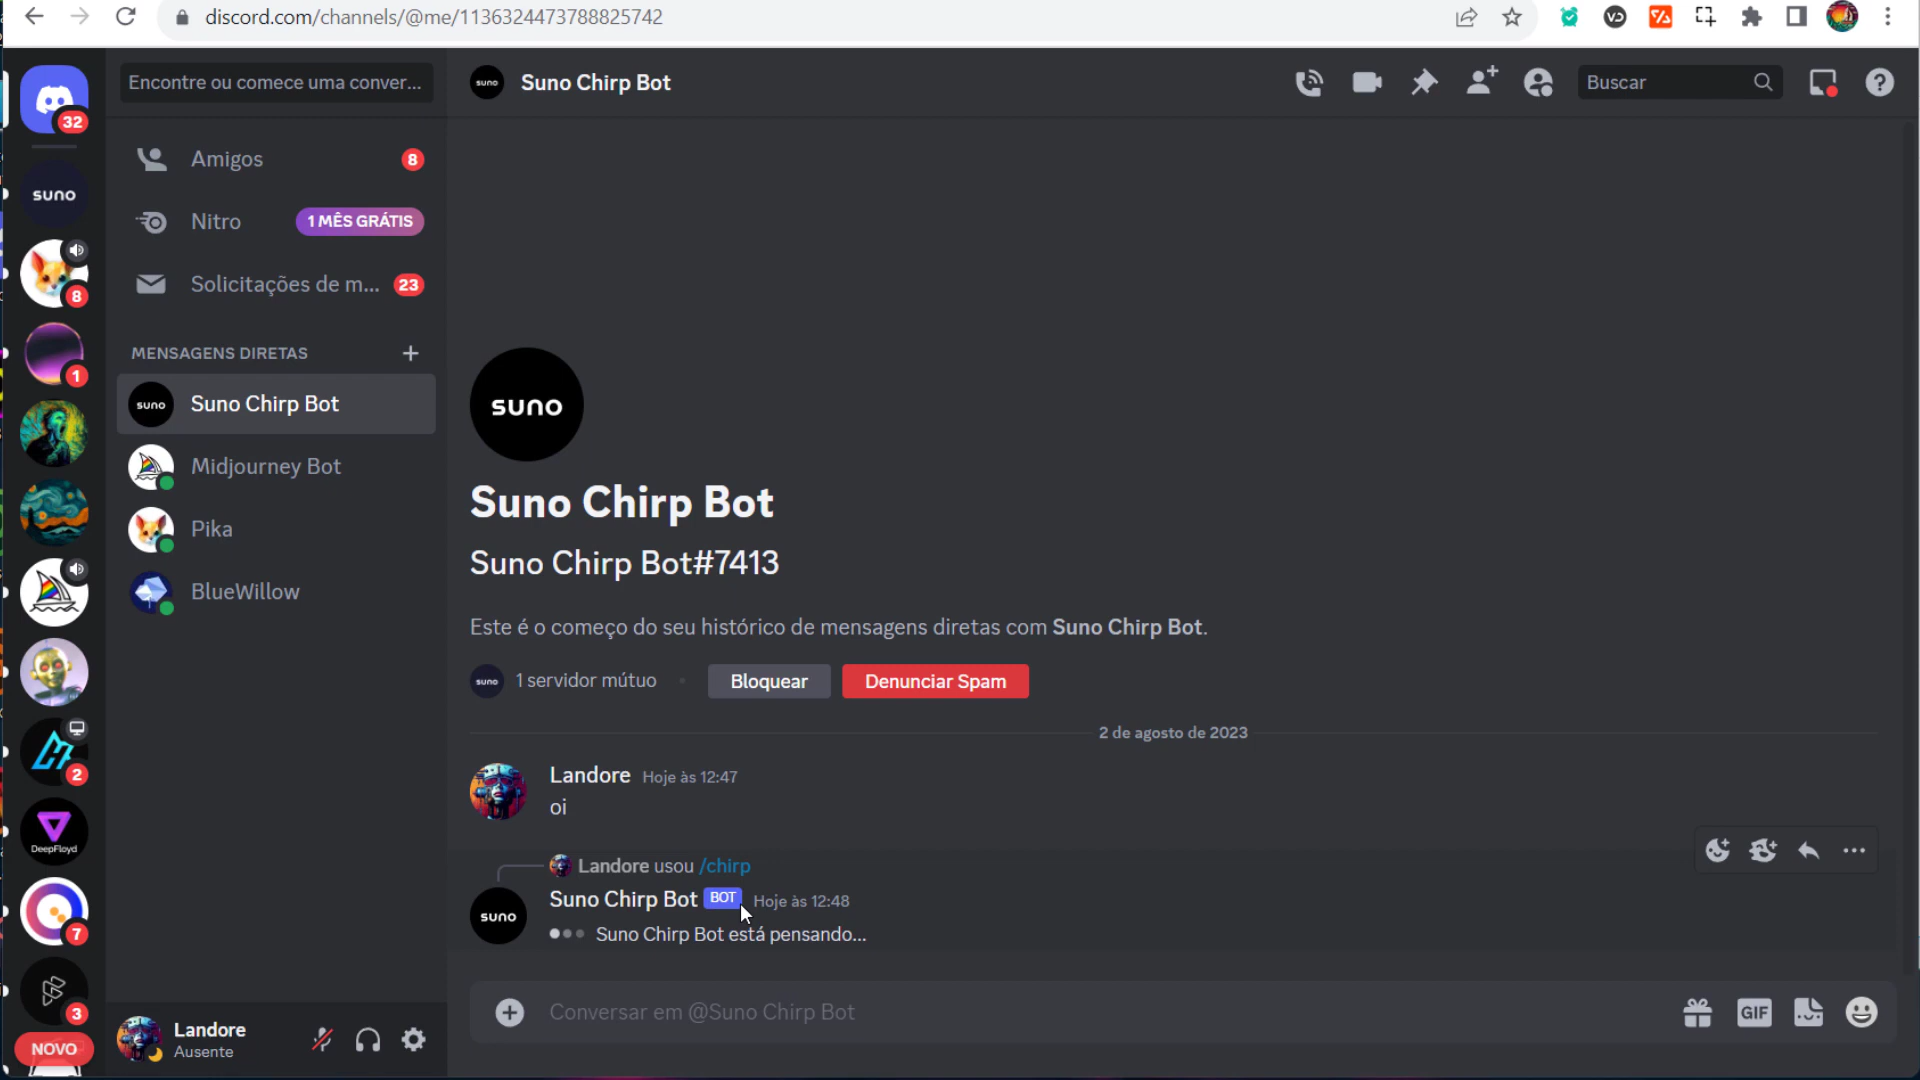 discord.com/channels/@me/1136324473788825742
Encontre ou comece uma conver...
suno
Suno Chirp Bot
Buscar
32
Amigos
8
suno
Nitro
1 MÊS GRÁTIS
8
Solicitações de m...
23
MENSAGENS DIRETAS
1
suno
Suno Chirp Bot
suno
Midjourney Bot
Suno Chirp Bot
Pika
Suno Chirp Bot#7413
BlueWillow
Este é o começo do seu histórico de mensagens diretas com Suno Chirp Bot.
suno
1 servidor mútuo
Bloquear
Denunciar Spam
2 de agosto de 2023
2
Landore Hoje às 12:47
oi
DeepFloyd
Landore usou /chirp
suno
Suno Chirp Bot BOT Hoje às 12:48
Suno Chirp Bot está pensando...
7
3
Conversar em @Suno Chirp Bot
GIF
Landore
Ausente
NOVO